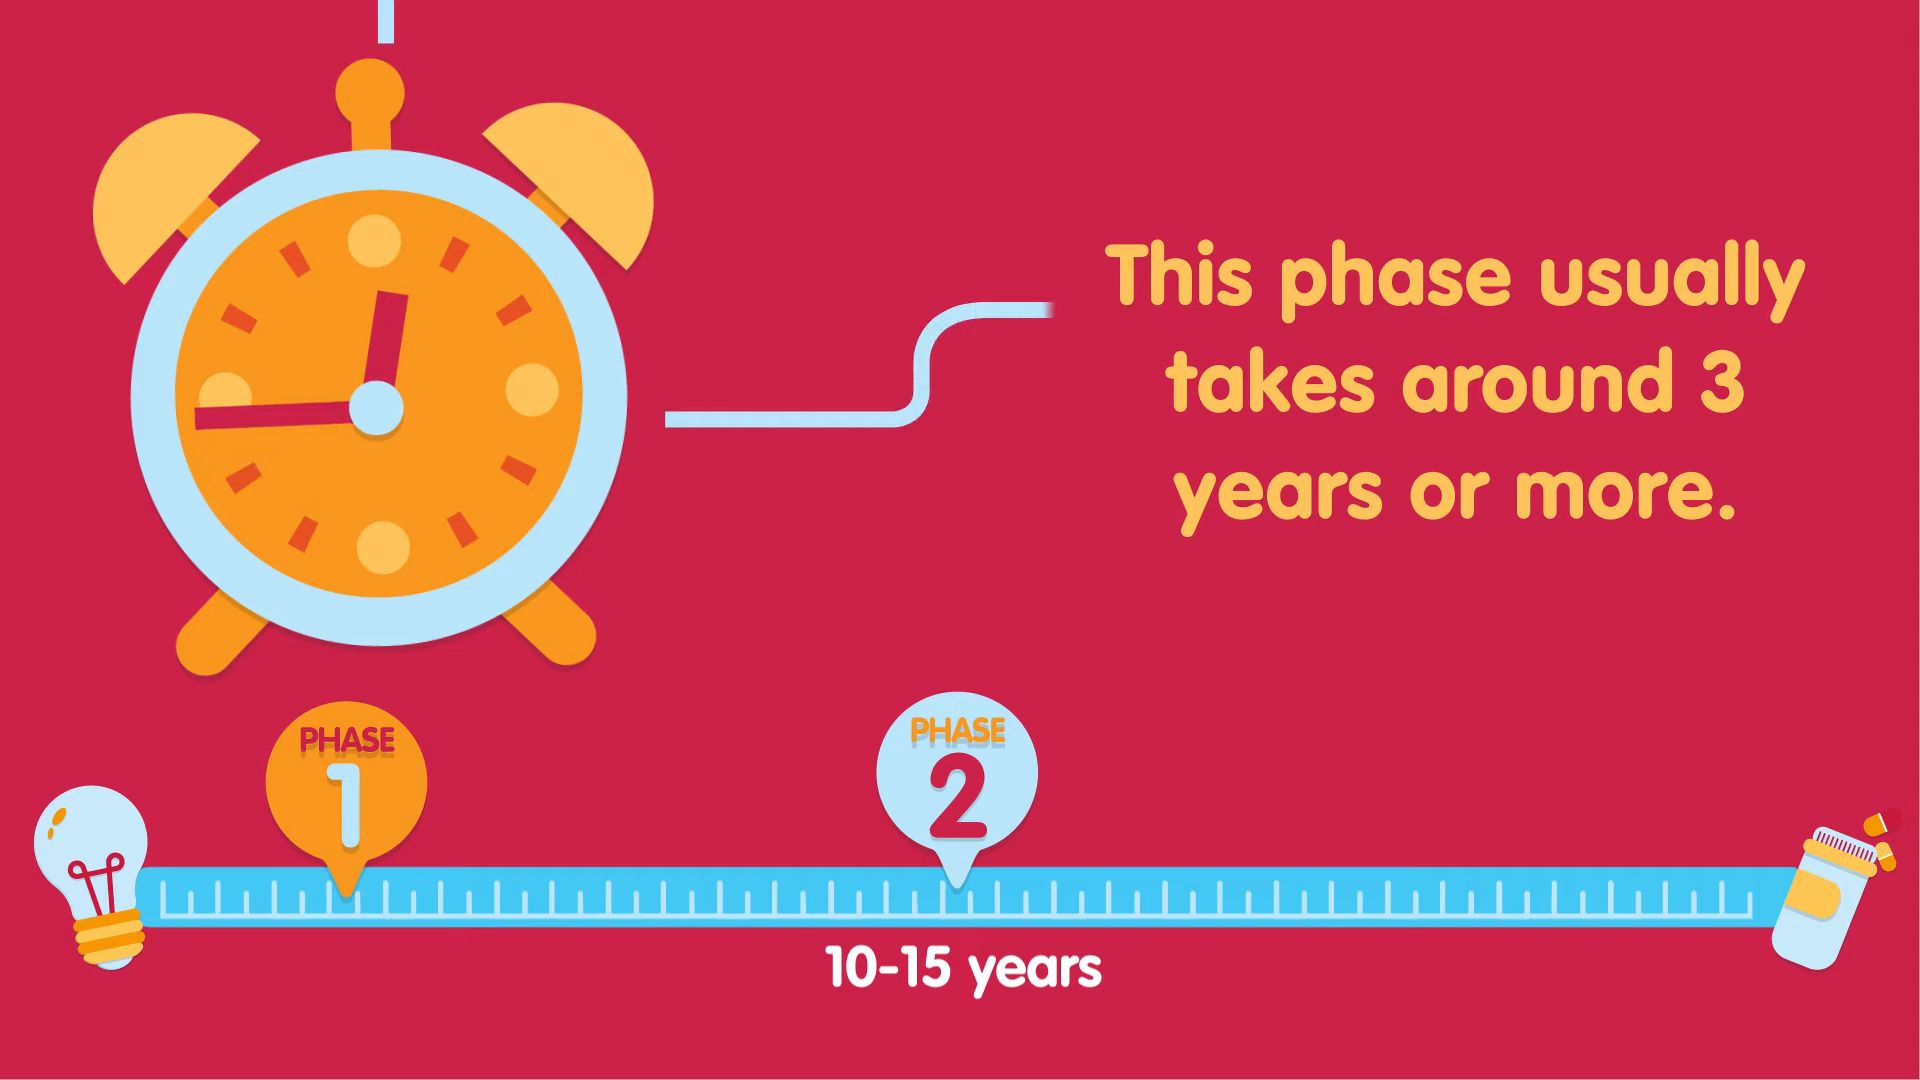 This phase usually
takes around 3
years or more.
PHASE
1
PHASE
2
10-15 years